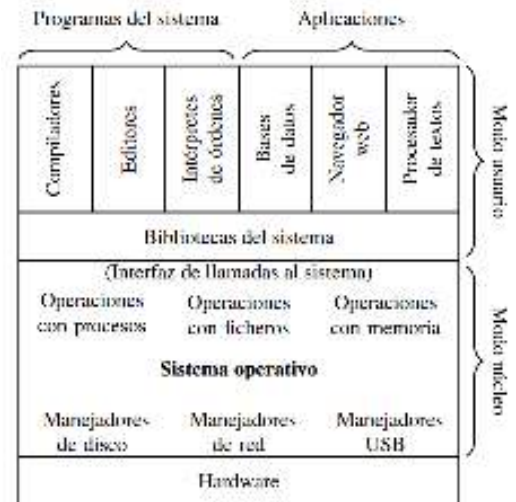 Programas del sistema
Aplicaciones
Compiladores
Editores
Intérpretes
de órdenes
Bases
de datos
Navegador
web
Procesador
de textos
Modo usuario
Bibliotecas del sistema
(Interfaz de llamadas al sistema)
Operaciones
con procesos
Operaciones
con ficheros
Operaciones
con memoria
Modo núcleo
Sistema operativo
Manejadores
de disco
Manejadores
de red
Manejadores
USB
Hardware